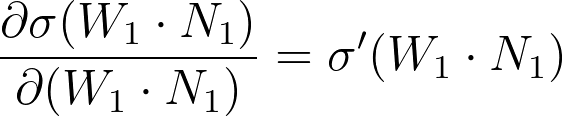 ∂σ(W₁ · N₁) / ∂(W₁ · N₁) = σ′(W₁ · N₁)